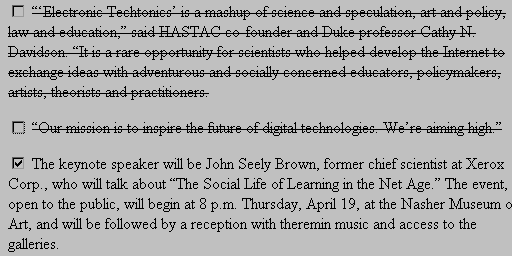 “‘Electronic Techtonics’ is a mashup of science and speculation, art and policy,
law and education,” said HASTAC co-founder and Duke professor Cathy N.
Davidson. “It is a rare opportunity for scientists who helped develop the Internet to
exchange ideas with adventurous and socially concerned educators, policymakers,
artists, theorists and practitioners.
“Our mission is to inspire the future of digital technologies. We’re aiming high.”
The keynote speaker will be John Seely Brown, former chief scientist at Xerox
Corp., who will talk about “The Social Life of Learning in the Net Age.” The event,
open to the public, will begin at 8 p.m. Thursday, April 19, at the Nasher Museum o
Art, and will be followed by a reception with theremin music and access to the
galleries.